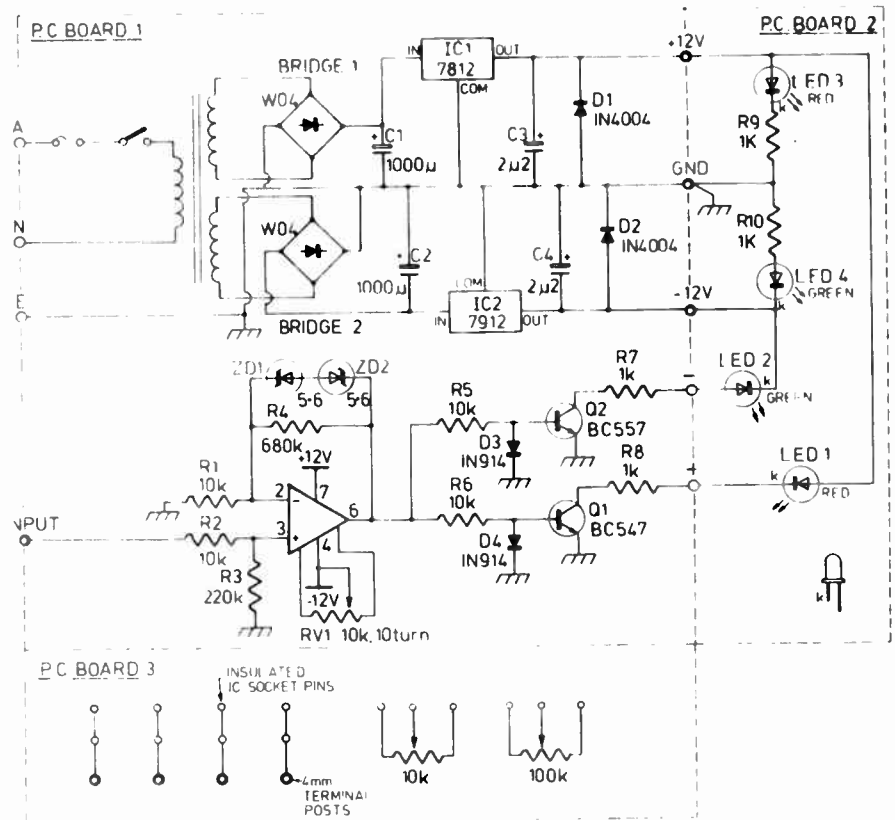 P.C BOARD 1
P.C. BOARD 2
BRIDGE 1
W04
IN
IC1
7812
OUT
COM
+12V
A
C1
+
1000µ
C3
+
2µ2
D1
IN4004
LED 3
RED
k
R9
1K
GND
N
W04
C2
+
1000µ
C4
+
2µ2
D2
IN4004
R10
1K
E
BRIDGE 2
IN
COM
IC2
7912
OUT
-12V
LED 4
GREEN
k
ZD1
ZD2
5·6
5·6
R4
680k
+12V
R5
10k
D3
IN914
Q2
BC557
R7
1k
−
LED 2
k
GREEN
R1
10k
2
−
7
6
R6
10k
D4
IN914
Q1
BC547
R8
1k
+
LED 1
k
RED
NPUT
R2
10k
3
+
4
R3
220k
-12V
RV1 10k, 10turn
k
P.C BOARD 3
INSULATED
IC SOCKET PINS
10k
100k
4mm
TERMINAL
POSTS